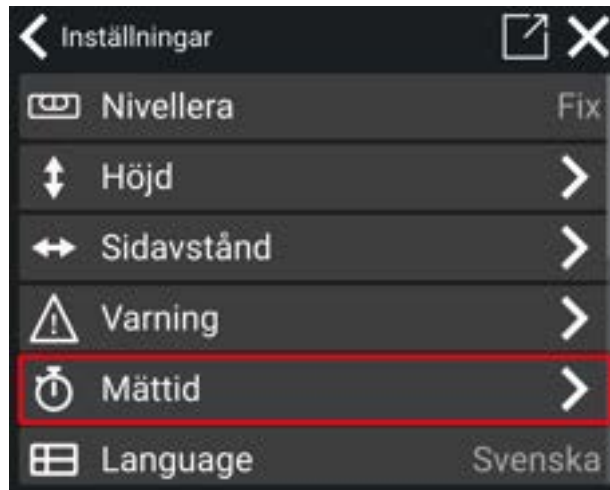 Inställningar
Nivellera Fix
Höjd
Sidavstånd
Varning
Mättid
Language Svenska